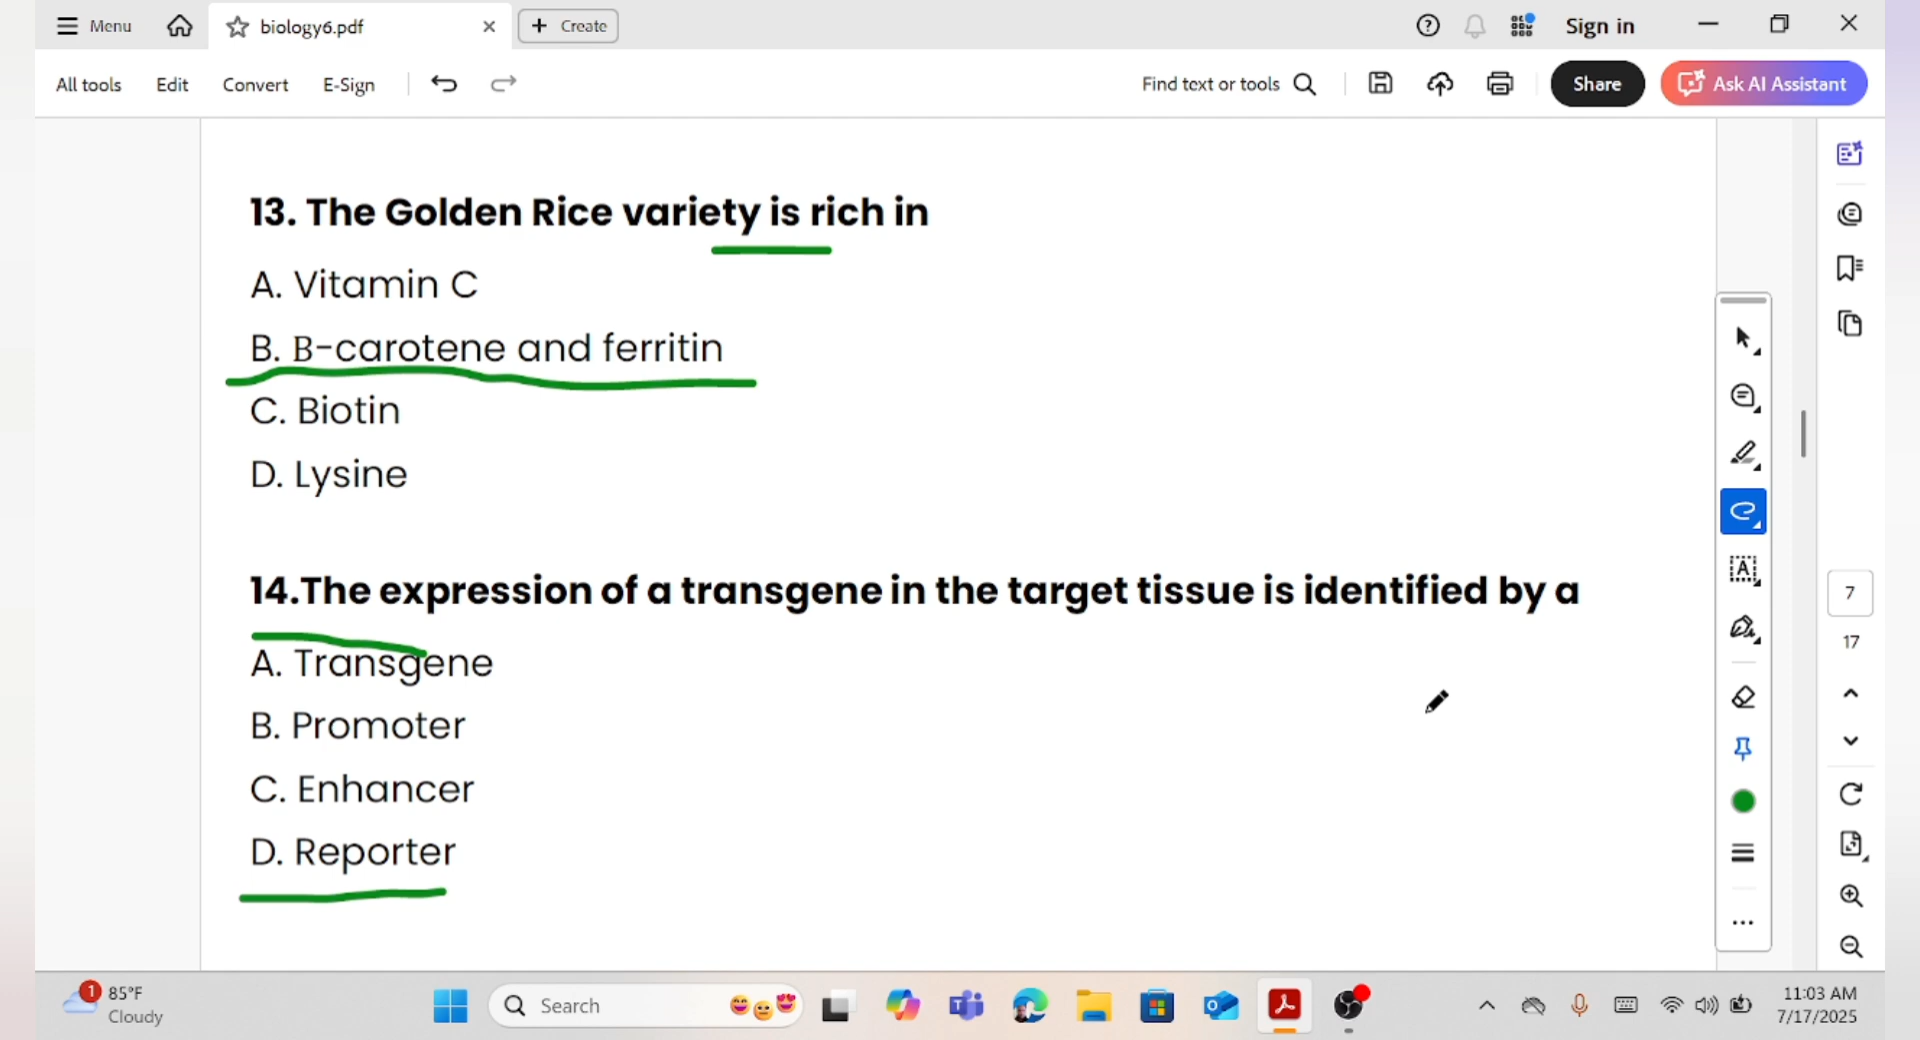 Menu
biology6.pdf
Create
Sign in
All tools
Edit
Convert
E-Sign
Find text or tools
Share
Ask AI Assistant
13. The Golden Rice variety is rich in
A. Vitamin C
B. B-carotene and ferritin
C. Biotin
D. Lysine
14.The expression of a transgene in the target tissue is identified by a
A. Transgene
B. Promoter
C. Enhancer
D. Reporter
7
17
1
85°F
Cloudy
Search
11:03 AM
7/17/2025